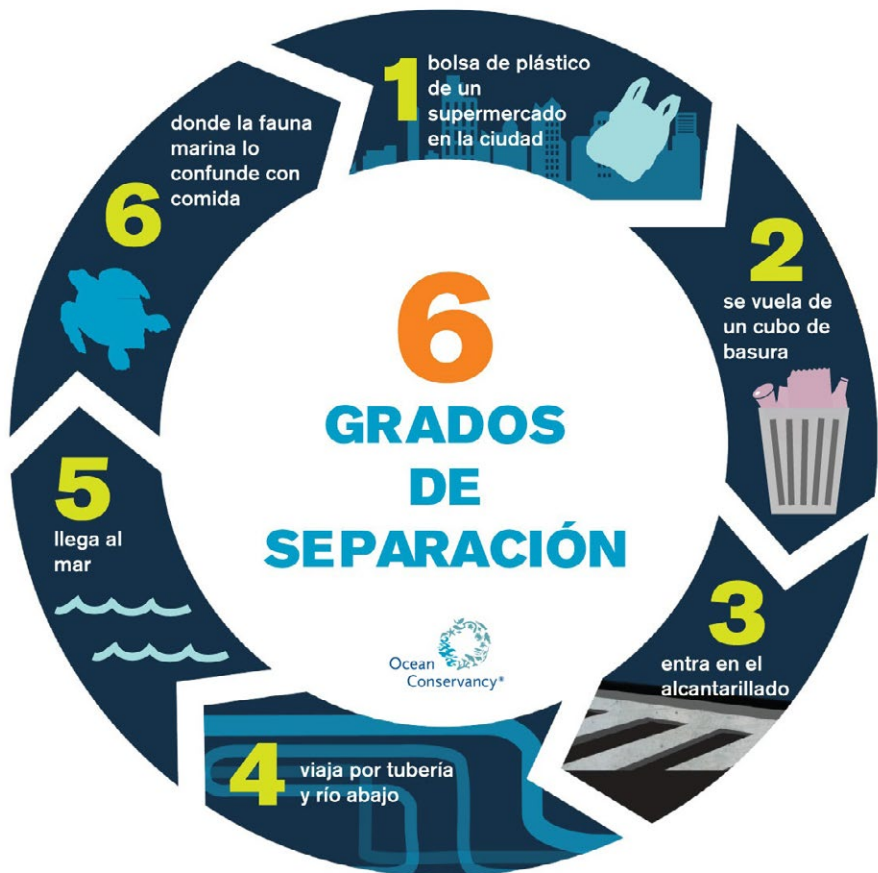 1
bolsa de plástico
de un
supermercado
en la ciudad
2
se vuela de
un cubo de
basura
3
entra en el
alcantarillado
4
viaja por tubería
y río abajo
5
llega al
mar
6
donde la fauna
marina lo
confunde con
comida
6
GRADOS
DE
SEPARACIÓN
Ocean
Conservancy®